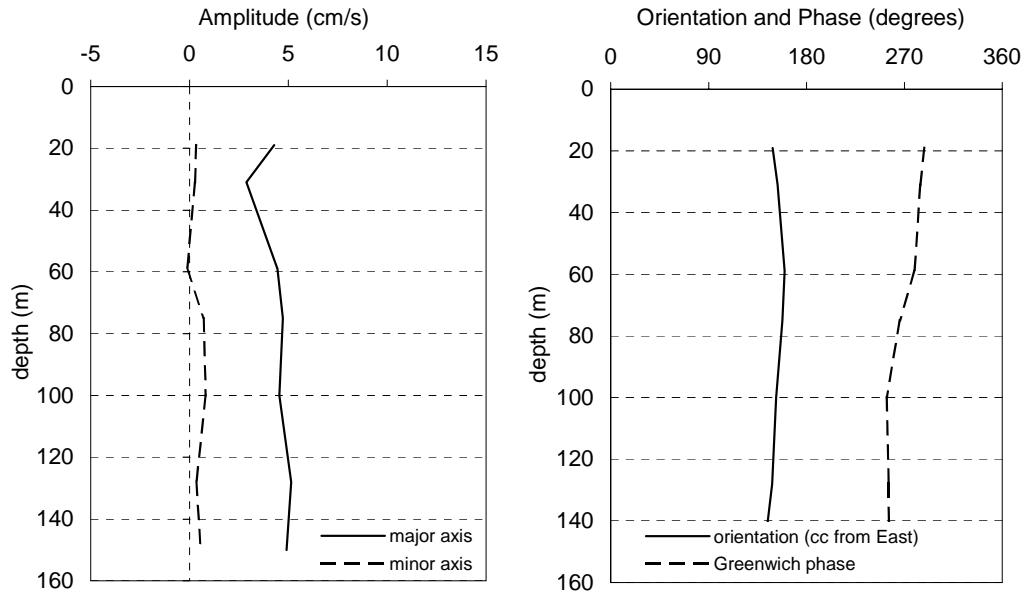 Amplitude (cm/s)
-5 0 5 10 15
0
20
40
60
80
100
120
140
160
depth (m)
major axis
minor axis
Orientation and Phase (degrees)
0 90 180 270 360
0
20
40
60
80
100
120
140
160
depth (m)
orientation (cc from East)
Greenwich phase